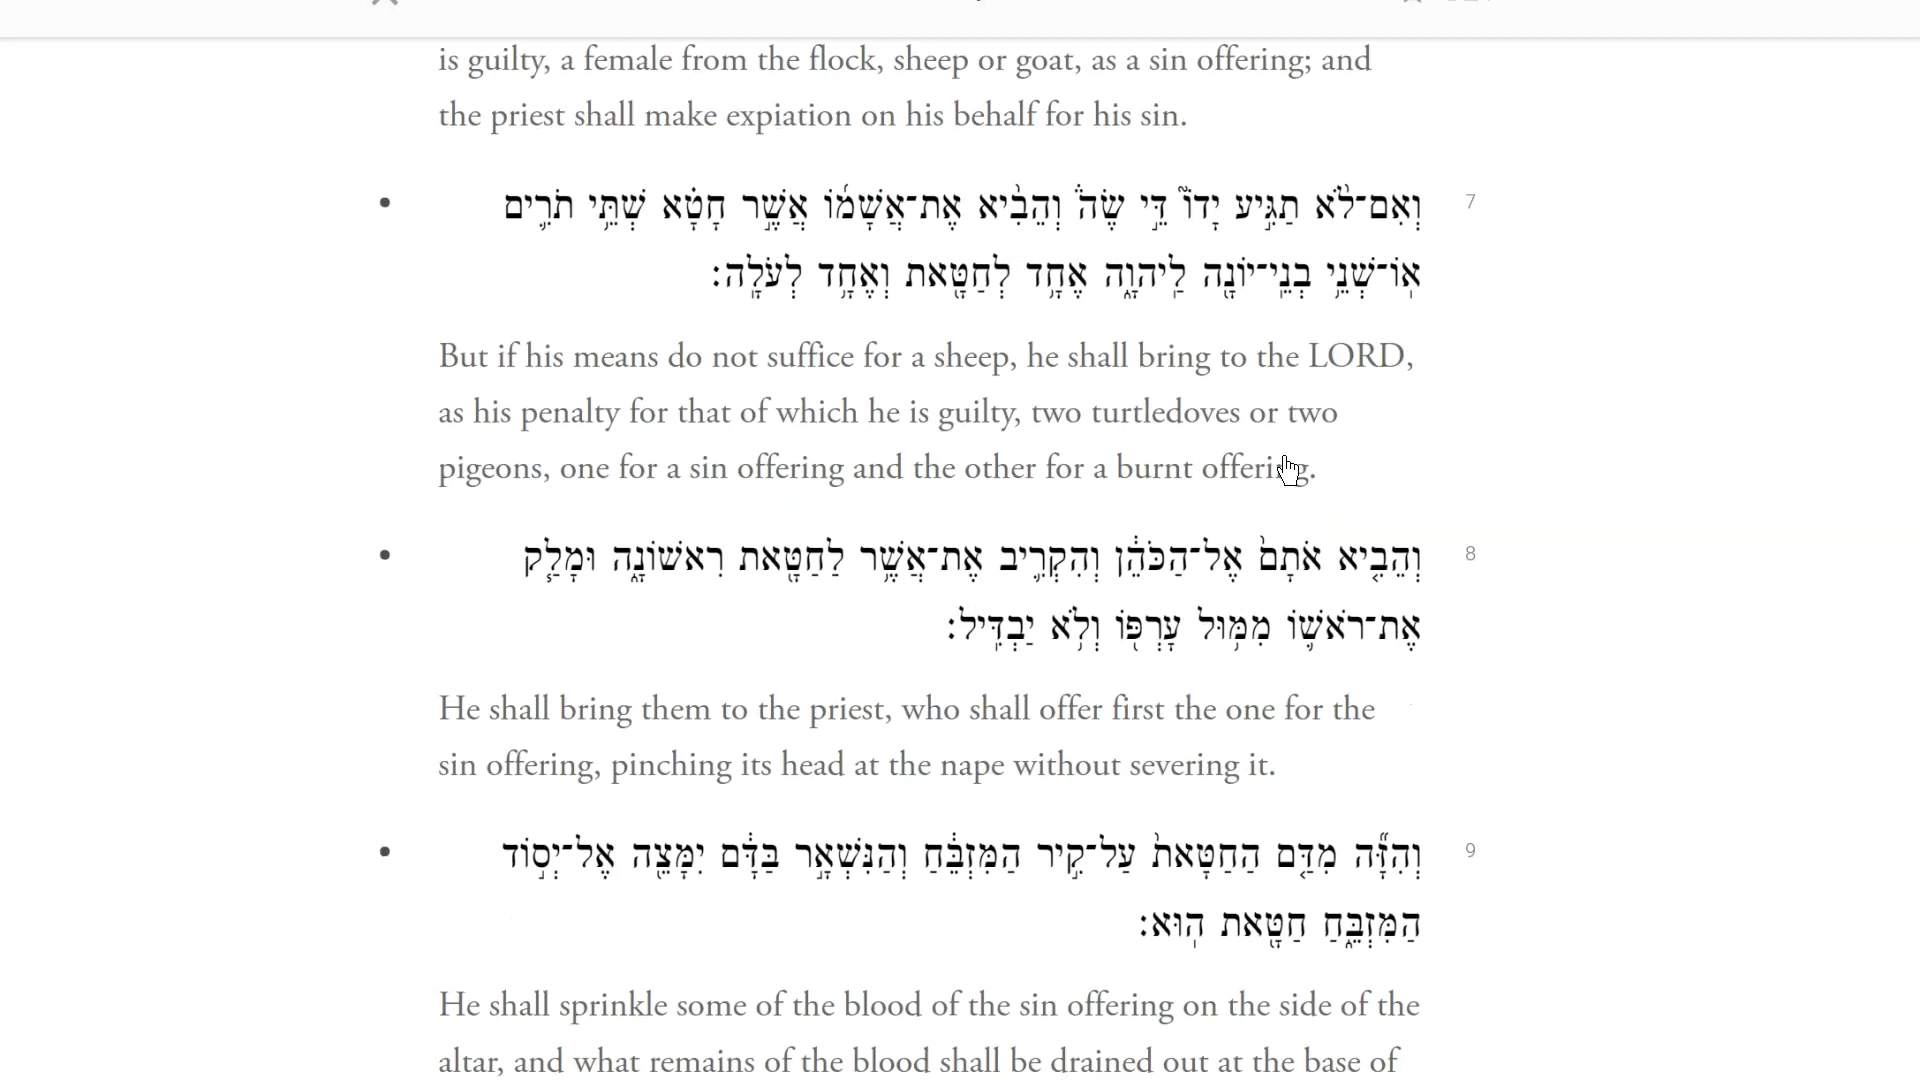 is guilty, a female from the flock, sheep or goat, as a sin offering; and
the priest shall make expiation on his behalf for his sin.
7
וְאִם־לֹ֨א תַגִּ֣יע יָדוֹ֮ דֵּ֣י שֶׂה֒ וְהֵבִ֨יא אֶת־אֲשָׁמ֜וֹ אֲשֶׁ֣ר חָטָ֗א שְׁתֵּ֥י תֹרִ֛ים
אֽוֹ־שְׁנֵ֥י בְנֵֽי־יוֹנָ֖ה לַֽיהוָ֑ה אֶחָ֥ד לְחַטָּ֖את וְאֶחָ֥ד לְעֹלָֽה׃
But if his means do not suffice for a sheep, he shall bring to the LORD,
as his penalty for that of which he is guilty, two turtledoves or two
pigeons, one for a sin offering and the other for a burnt offering.
8
וְהֵבִ֤יא אֹתָם֙ אֶל־הַכֹּהֵ֔ן וְהִקְרִ֛יב אֶת־אֲשֶׁ֥ר לַחַטָּ֖את רִאשׁוֹנָ֑ה וּמָלַ֧ק
אֶת־רֹאשׁ֛וֹ מִמּ֥וּל עָרְפּ֖וֹ וְלֹ֥א יַבְדִּֽיל׃
He shall bring them to the priest, who shall offer first the one for the
sin offering, pinching its head at the nape without severing it.
9
וְהִזָּ֞ה מִדַּ֤ם הַחַטָּאת֙ עַל־קִ֣יר הַמִּזְבֵּ֔חַ וְהַנִּשְׁאָ֣ר בַּדָּ֔ם יִמָּצֵ֖ה אֶל־יְס֣וֹד
הַמִּזְבֵּ֑חַ חַטָּ֖את הֽוּא׃
He shall sprinkle some of the blood of the sin offering on the side of the
altar, and what remains of the blood shall be drained out at the base of